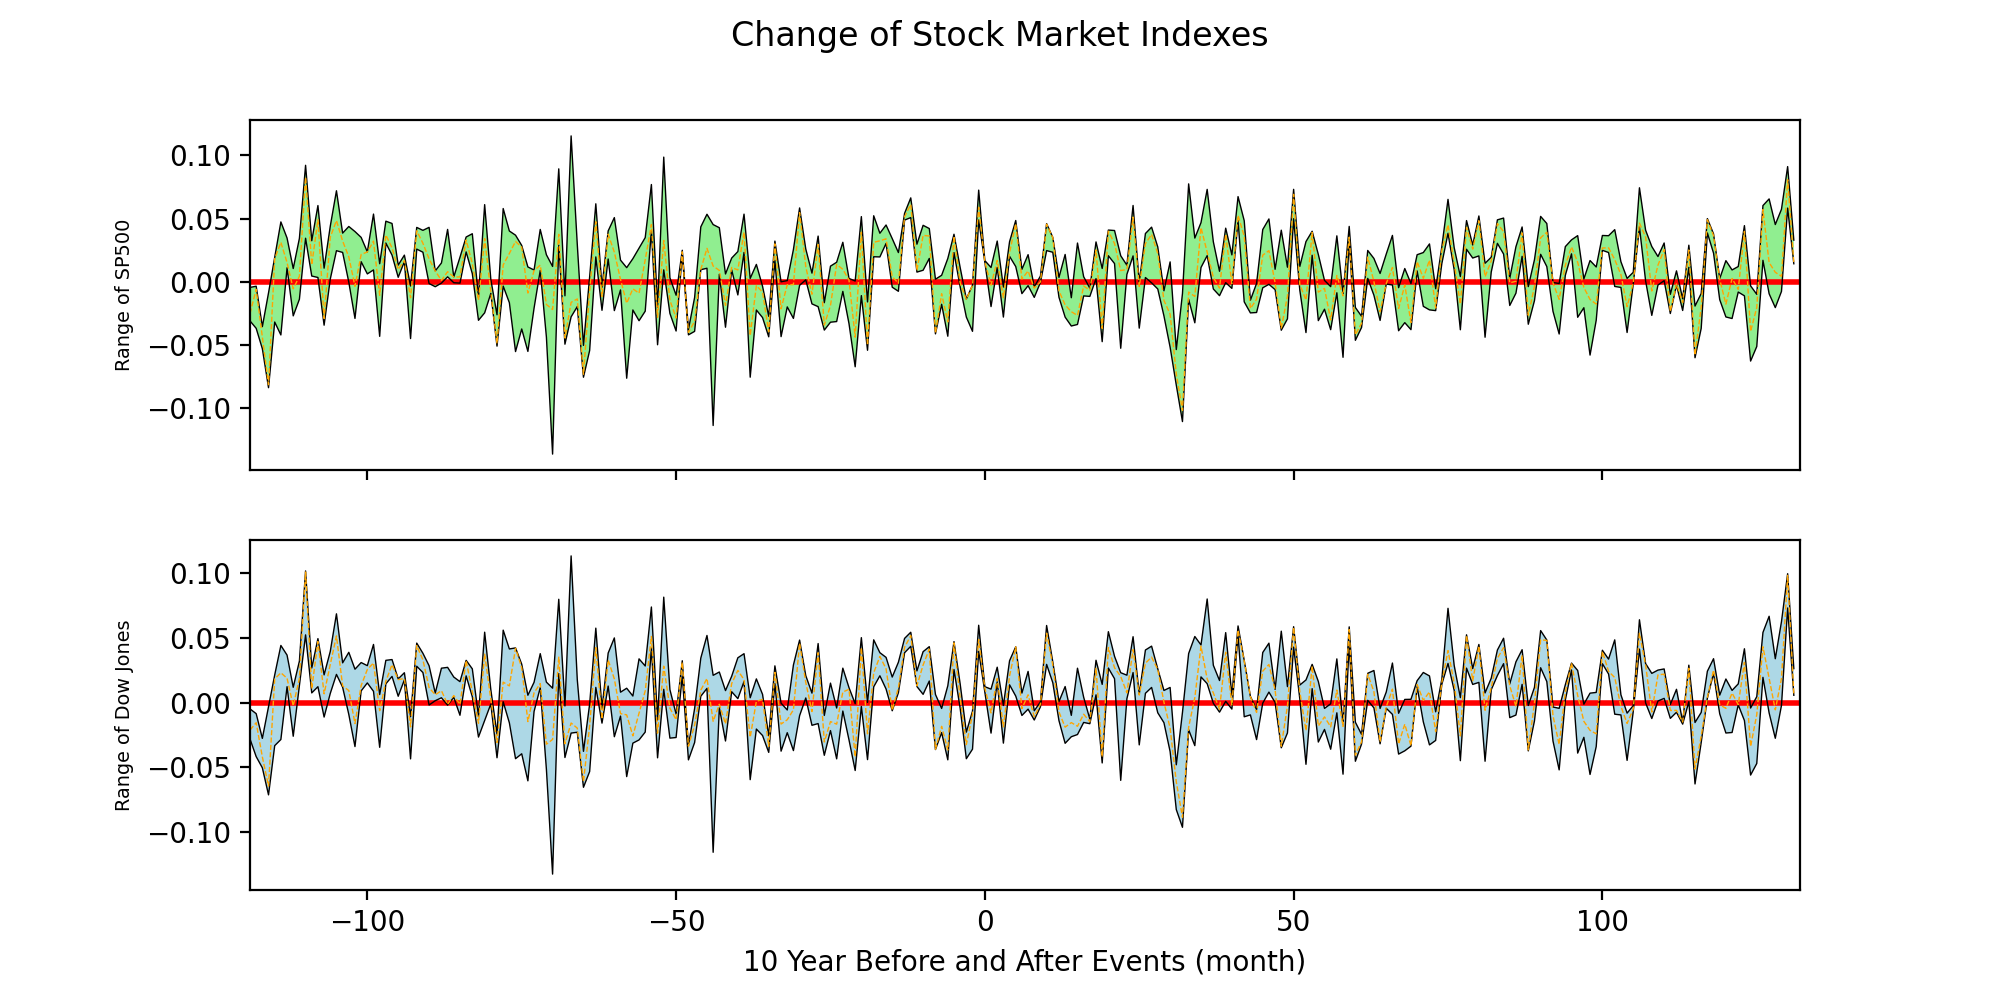 Change of Stock Market Indexes
0.10
0.05
0.00
−0.05
−0.10
Range of SP500
0.10
0.05
0.00
−0.05
−0.10
Range of Dow Jones
−100 −50 0 50 100
10 Year Before and After Events (month)